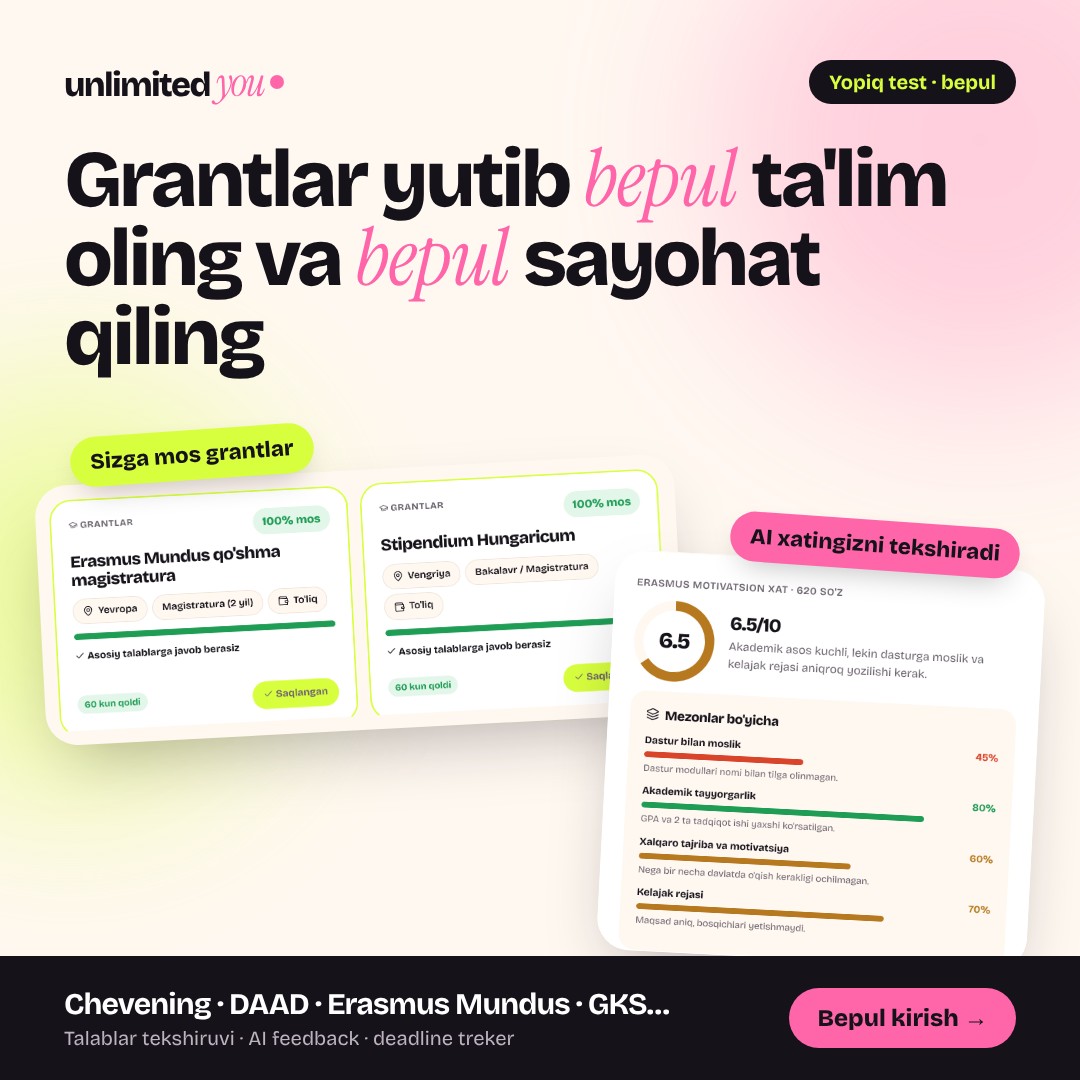 unlimited you
Yopiq test · bepul
Grantlar yutib bepul ta'lim
oling va bepul sayohat
qiling
Sizga mos grantlar
GRANTLAR
100% mos
Erasmus Mundus qo'shma
magistratura
Yevropa
Magistratura (2 yil)
To'liq
Asosiy talablarga javob berasiz
60 kun qoldi
Saqlangan
GRANTLAR
100% mos
Stipendium Hungaricum
Vengriya
Bakalavr / Magistratura
To'liq
Asosiy talablarga javob berasiz
60 kun qoldi
AI xatingizni tekshiradi
ERASMUS MOTIVATSION XAT · 620 SO'Z
6.5
6.5/10
Akademik asos kuchli, lekin dasturga moslik va
kelajak rejasi aniqroq yozilishi kerak.
Mezonlar bo'yicha
Dastur bilan moslik
45%
Dastur modullari nomi bilan tilga olinmagan.
Akademik tayyorgarlik
80%
GPA va 2 ta tadqiqot ishi yaxshi ko'rsatilgan.
Xalqaro tajriba va motivatsiya
60%
Nega bir necha davlatda o'qish kerakligi ochilmagan.
Kelajak rejasi
70%
Maqsad aniq, bosqichlari yetishmaydi.
Chevening · DAAD · Erasmus Mundus · GKS...
Talablar tekshiruvi · AI feedback · deadline treker
Bepul kirish →